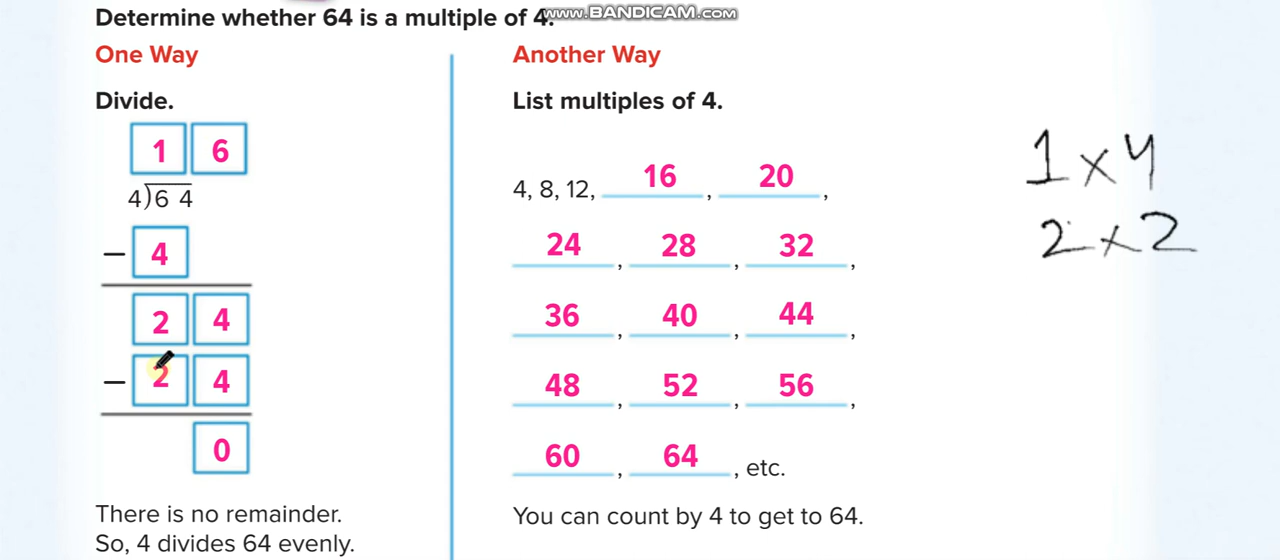 Determine whether 64 is a multiple of 4.
www.BANDICAM.com
One Way
Divide.
1 6
4)6 4
− 4
2 4
− 2 4
0
There is no remainder.
So, 4 divides 64 evenly.
Another Way
List multiples of 4.
4, 8, 12, 16, 20,
24, 28, 32,
36, 40, 44,
48, 52, 56,
60, 64, etc.
You can count by 4 to get to 64.
1 x 4
2 x 2